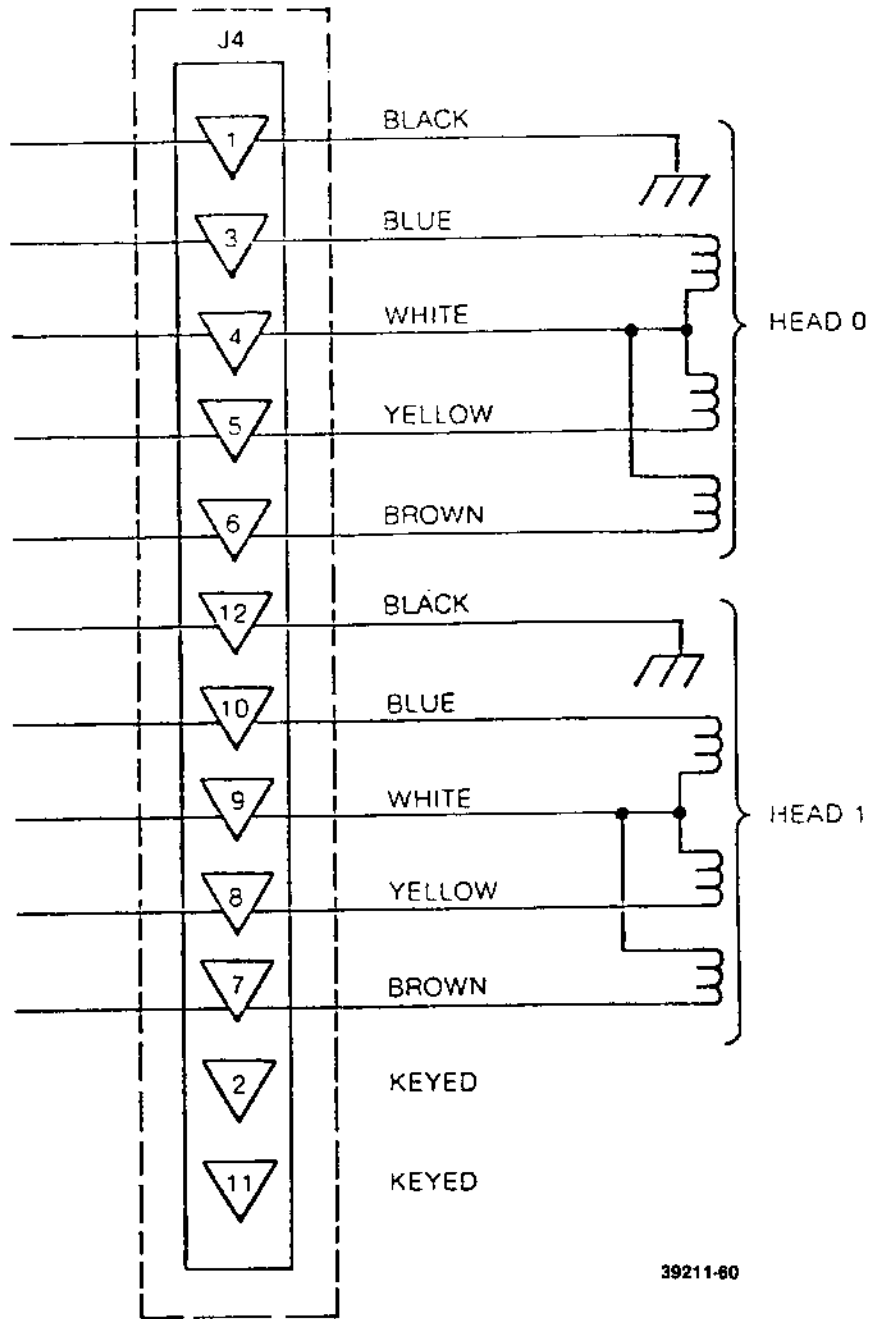 J4
1 BLACK
3 BLUE
4 WHITE
5 YELLOW
6 BROWN
HEAD 0
12 BLACK
10 BLUE
9 WHITE
8 YELLOW
7 BROWN
HEAD 1
2 KEYED
11 KEYED
39211-60